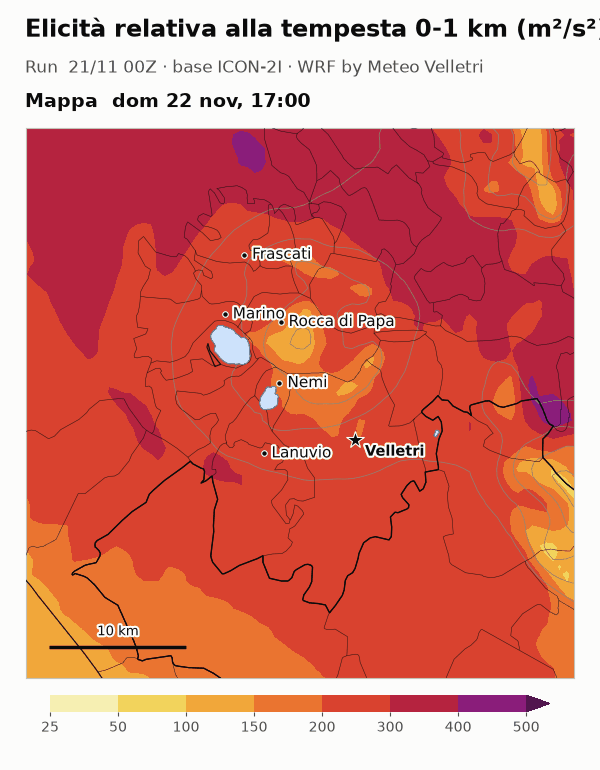 Elicità relativa alla tempesta 0-1 km (m²/s²)
Run 21/11 00Z · base ICON-2I · WRF by Meteo Velletri
Mappa dom 22 nov, 17:00
Frascati
Marino
Rocca di Papa
Nemi
Velletri
Lanuvio
10 km
25 50 100 150 200 300 400 500